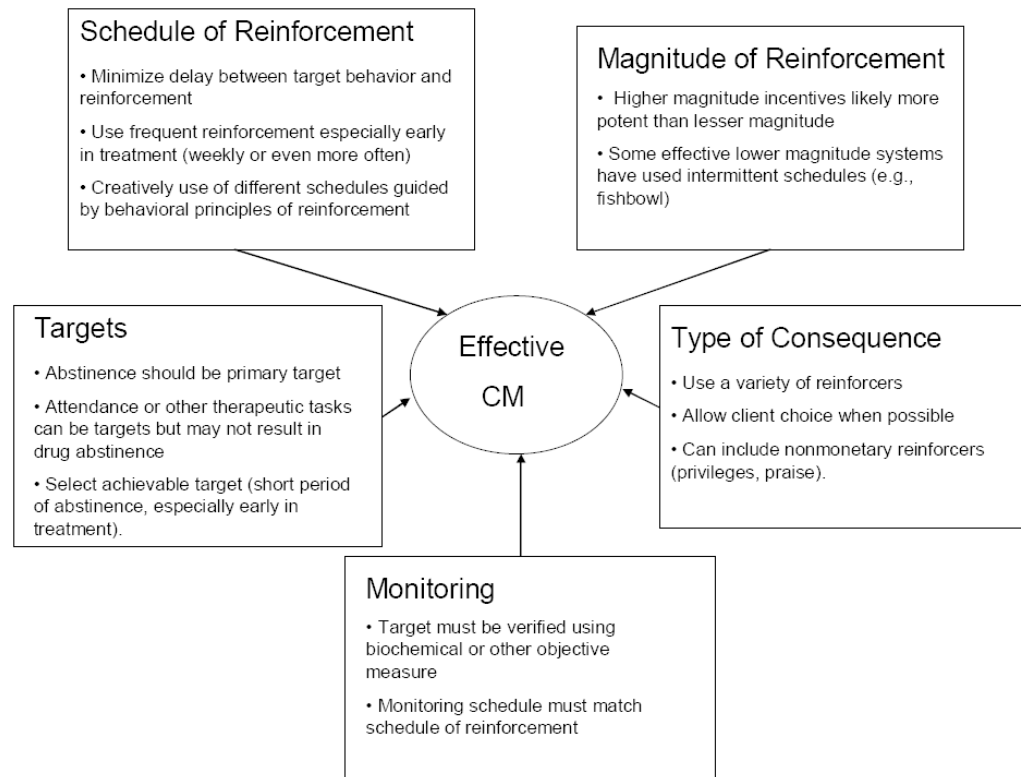 Schedule of Reinforcement
• Minimize delay between target behavior and
reinforcement
• Use frequent reinforcement especially early
in treatment (weekly or even more often)
• Creatively use of different schedules guided
by behavioral principles of reinforcement
Magnitude of Reinforcement
• Higher magnitude incentives likely more
potent than lesser magnitude
• Some effective lower magnitude systems
have used intermittent schedules (e.g.,
fishbowl)
Targets
• Abstinence should be primary target
• Attendance or other therapeutic tasks
can be targets but may not result in
drug abstinence
• Select achievable target (short period
of abstinence, especially early in
treatment).
Effective
CM
Type of Consequence
• Use a variety of reinforcers
• Allow client choice when possible
• Can include nonmonetary reinforcers
(privileges, praise).
Monitoring
• Target must be verified using
biochemical or other objective
measure
• Monitoring schedule must match
schedule of reinforcement